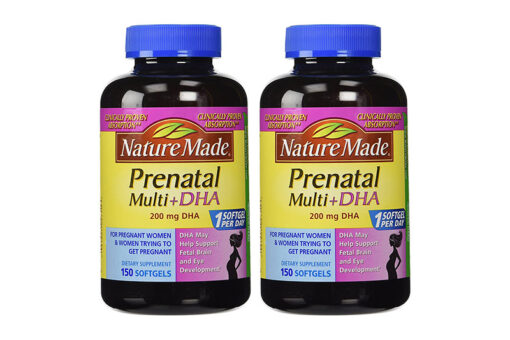 CLINICALLY PROVEN
ABSORPTION**
CLINICALLY PROVEN
ABSORPTION**
Nature Made®
Prenatal
Multi+DHA
200 mg DHA
1 SOFTGEL
PER DAY
FOR PREGNANT WOMEN
& WOMEN TRYING TO
GET PREGNANT
DIETARY SUPPLEMENT
150 SOFTGELS
DHA May
Help Support
Fetal Brain
and Eye
Development†
CLINICALLY PROVEN
ABSORPTION**
CLINICALLY PROVEN
ABSORPTION**
Nature Made®
Prenatal
Multi+DHA
200 mg DHA
1 SOFTGEL
PER DAY
FOR PREGNANT WOMEN
& WOMEN TRYING TO
GET PREGNANT
DIETARY SUPPLEMENT
150 SOFTGELS
DHA May
Help Support
Fetal Brain
and Eye
Development†